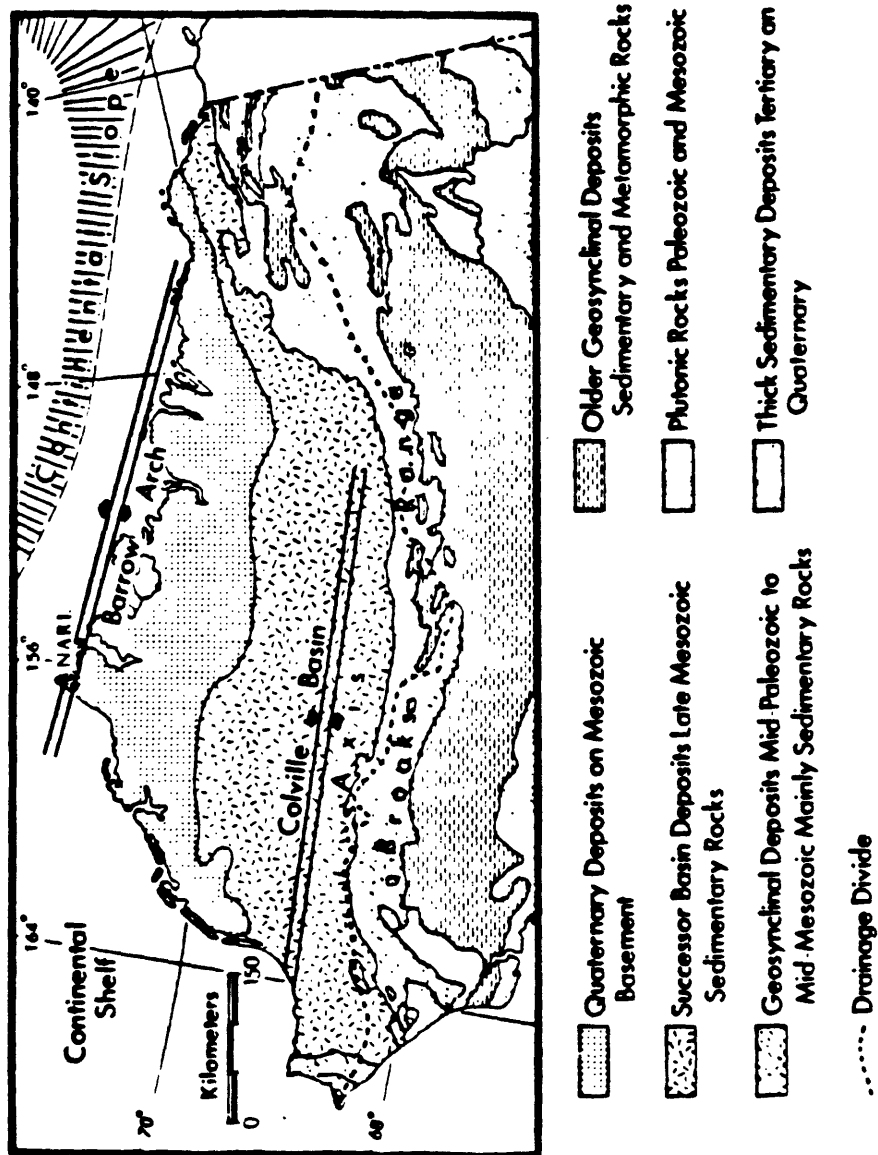 Continental
Shelf
Kilometers
0
150
164°
156°
148°
140°
70°
68°
NARL
Barrow Arch
Continental Slope
Colville Basin
Axis
Brooks Range
Quaternary Deposits on Mesozoic
Basement
Successor Basin Deposits Late Mesozoic
Sedimentary Rocks
Geosynclinal Deposits Mid-Paleozoic to
Mid-Mesozoic Mainly Sedimentary Rocks
Drainage Divide
Older Geosynclinal Deposits
Sedimentary and Metamorphic Rocks
Plutonic Rocks Paleozoic and Mesozoic
Thick Sedimentary Deposits Tertiary an
Quaternary